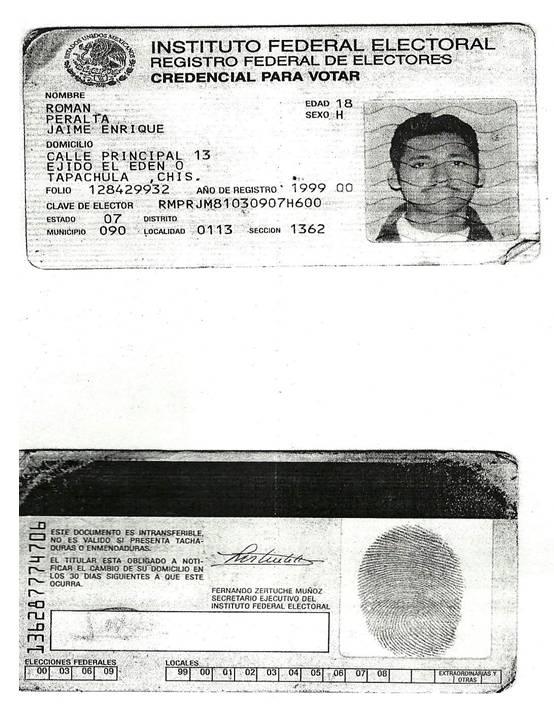 ESTADOS UNIDOS MEXICANOS
INSTITUTO FEDERAL ELECTORAL
REGISTRO FEDERAL DE ELECTORES
CREDENCIAL PARA VOTAR
NOMBRE
ROMAN
PERALTA
JAIME ENRIQUE
EDAD 18
SEXO H
DOMICILIO
CALLE PRINCIPAL 13
EJIDO EL EDEN 0
TAPACHULA ,CHIS.
FOLIO 128429932 AÑO DE REGISTRO 1999 00
CLAVE DE ELECTOR RMPRJM81030907H600
ESTADO 07 DISTRITO
MUNICIPIO 090 LOCALIDAD 0113 SECCION 1362
ESTE DOCUMENTO ES INTRANSFERIBLE,
NO ES VALIDO SI PRESENTA TACHA-
DURAS O ENMENDADURAS.
EL TITULAR ESTA OBLIGADO A NOTI-
FICAR EL CAMBIO DE SU DOMICILIO EN
LOS 30 DIAS SIGUIENTES A QUE ESTE
OCURRA.
FERNANDO ZERTUCHE MUÑOZ
SECRETARIO EJECUTIVO DEL
INSTITUTO FEDERAL ELECTORAL
1362877774706
ELECCIONES FEDERALES
00 03 06 09
LOCALES
99 00 01 02 03 04 05 06 07 08
EXTRAORDINARIAS Y
OTRAS